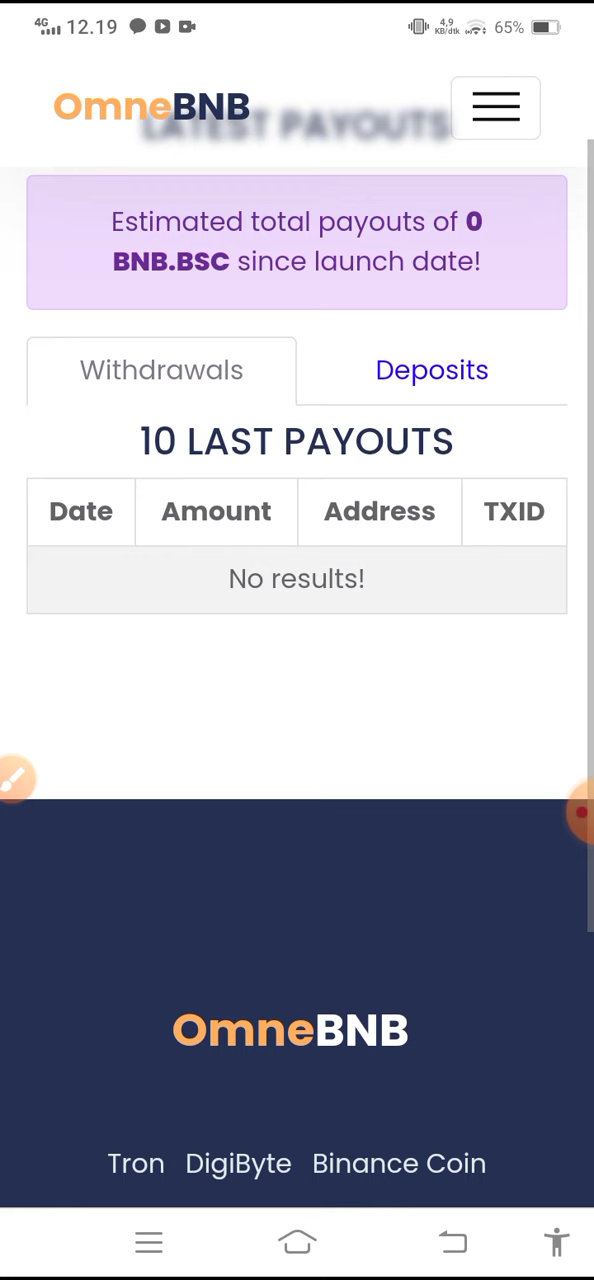 4G 12.19 4,9 KB/dtk 65%
OmneBNB
LATEST PAYOUTS
Estimated total payouts of 0
BNB.BSC since launch date!
Withdrawals Deposits
10 LAST PAYOUTS
Date Amount Address TXID
No results!
OmneBNB
Tron DigiByte Binance Coin